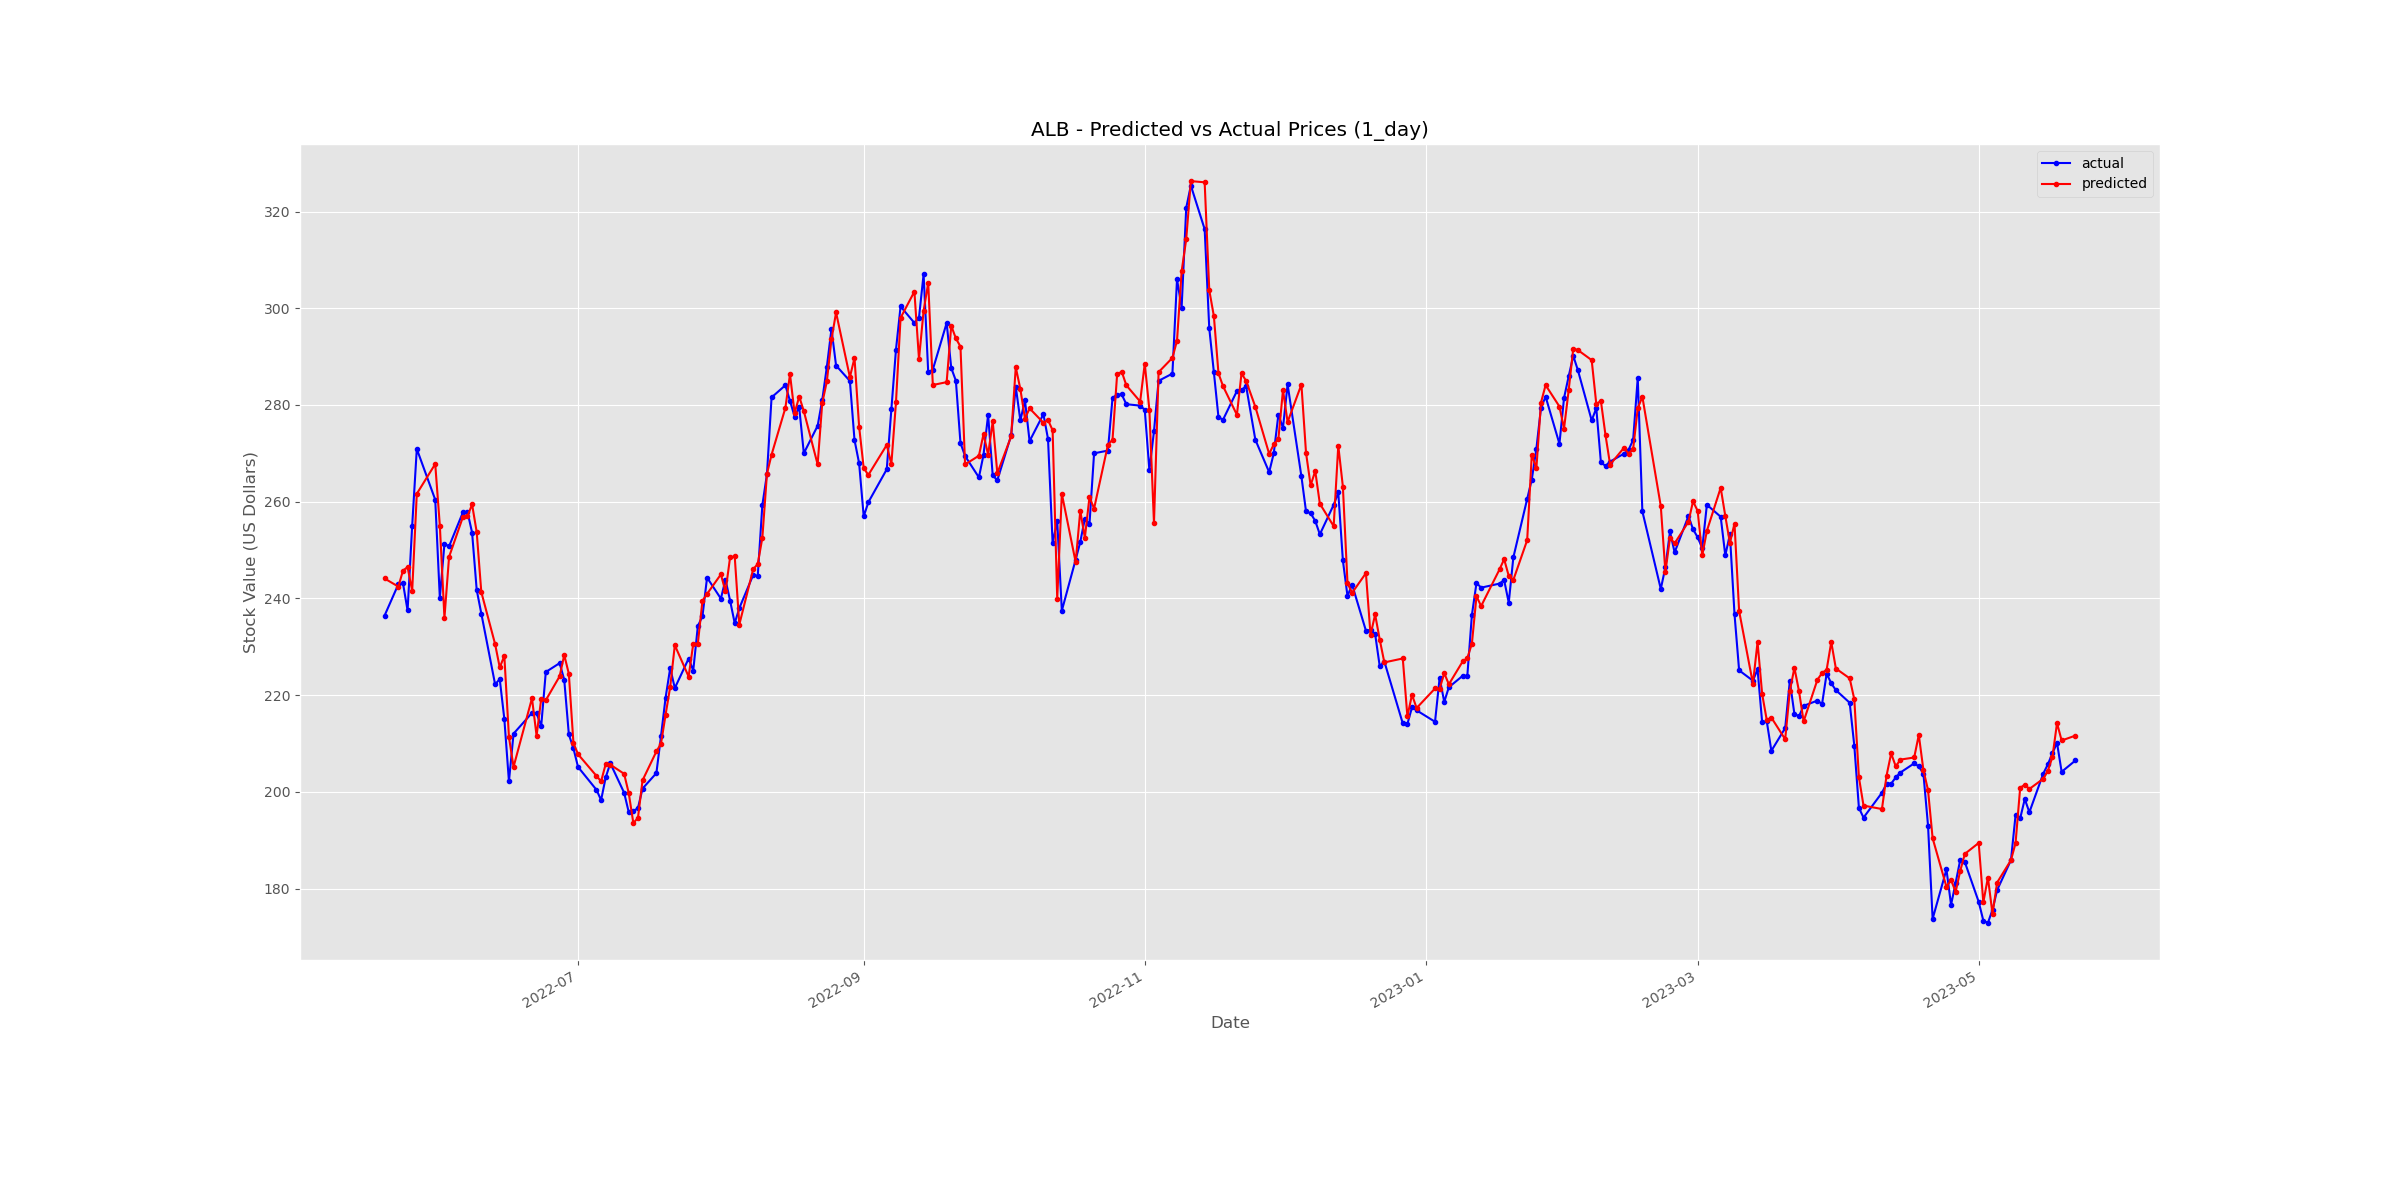 ALB - Predicted vs Actual Prices (1_day)
actual
predicted
320
300
280
260
240
220
200
180
Stock Value (US Dollars)
2022-07
2022-09
2022-11
2023-01
2023-03
2023-05
Date